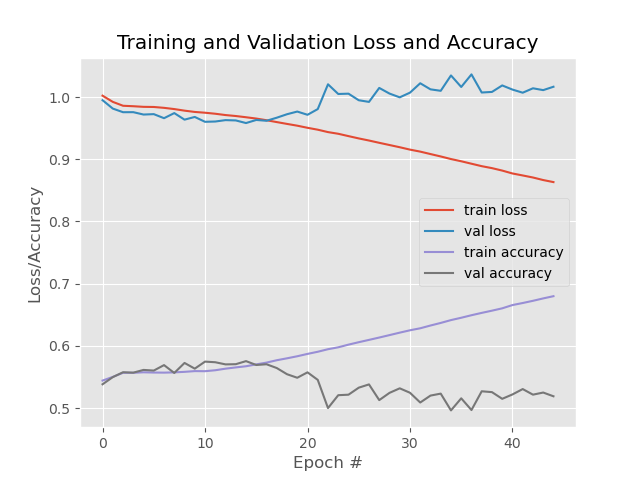 Training and Validation Loss and Accuracy
Loss/Accuracy
1.0
0.9
0.8
0.7
0.6
0.5
train loss
val loss
train accuracy
val accuracy
0
10
20
30
40
Epoch #